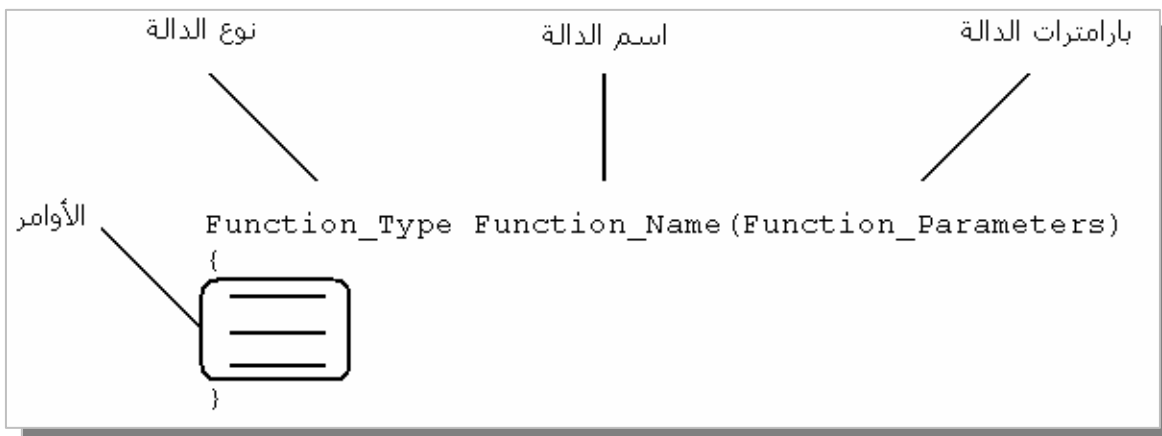 نوع الدالة
اسم الدالة
بارامترات الدالة
الأوامر
Function_Type Function_Name(Function_Parameters)
{
}